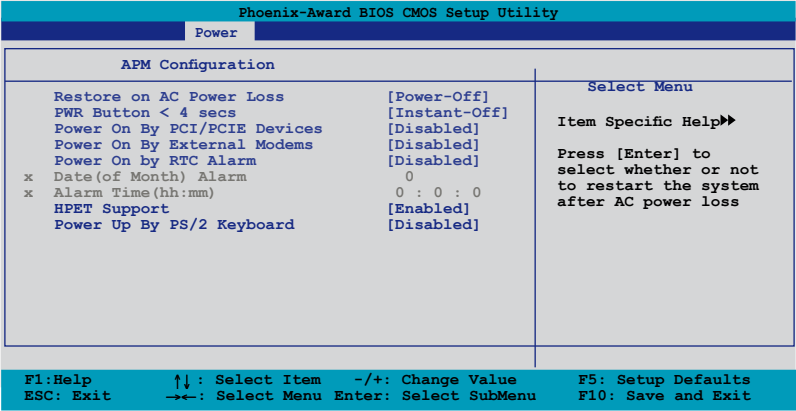 Phoenix-Award BIOS CMOS Setup Utility
Power
APM Configuration
Select Menu
Restore on AC Power Loss [Power-Off]
PWR Button < 4 secs [Instant-Off]
Power On By PCI/PCIE Devices [Disabled]
Power On By External Modems [Disabled]
Power On by RTC Alarm [Disabled]
x Date(of Month) Alarm 0
x Alarm Time(hh:mm) 0 : 0 : 0
HPET Support [Enabled]
Power Up By PS/2 Keyboard [Disabled]
Item Specific Help▶▶
Press [Enter] to
select whether or not
to restart the system
after AC power loss
F1:Help ↑↓ : Select Item -/+: Change Value F5: Setup Defaults
ESC: Exit →←: Select Menu Enter: Select SubMenu F10: Save and Exit